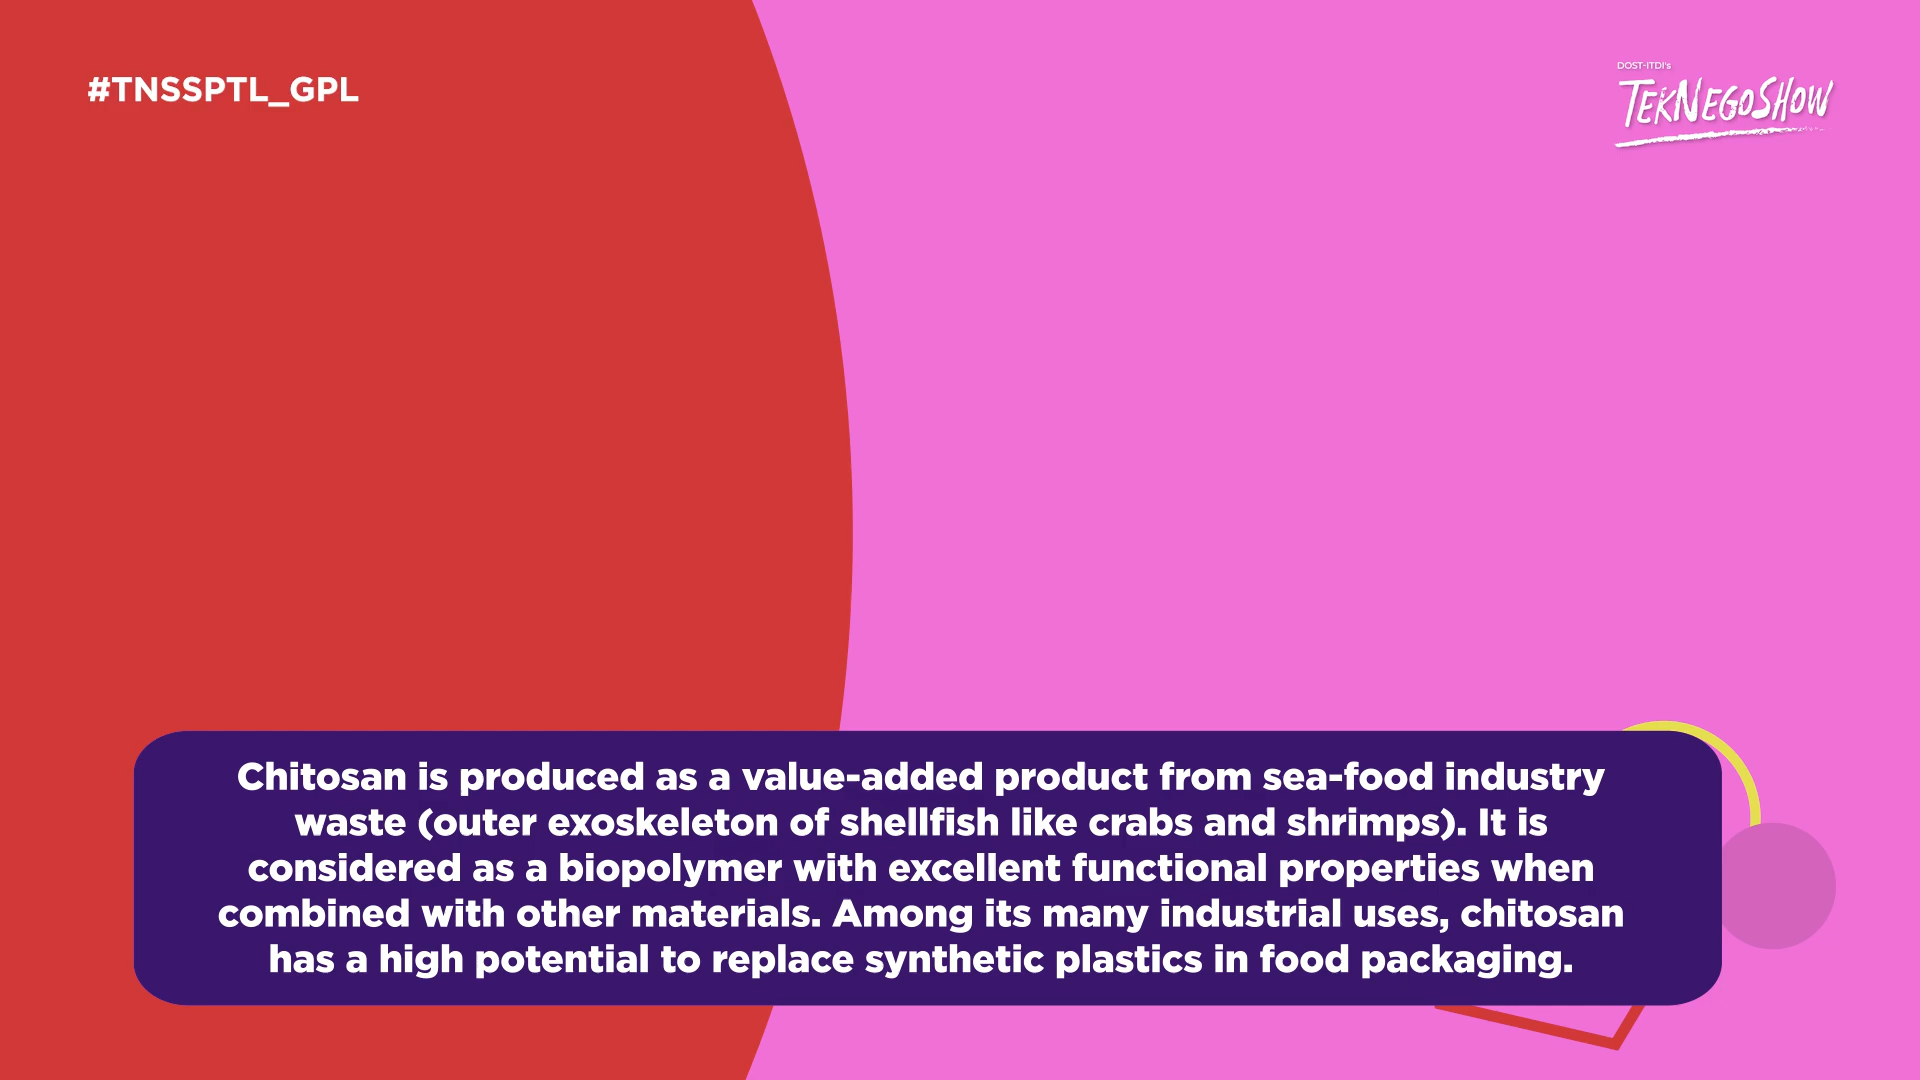 #TNSSPTL_GPL
DOST-ITDI's
TEKNEGOSHOW
Chitosan is produced as a value-added product from sea-food industry
waste (outer exoskeleton of shellfish like crabs and shrimps). It is
considered as a biopolymer with excellent functional properties when
combined with other materials. Among its many industrial uses, chitosan
has a high potential to replace synthetic plastics in food packaging.